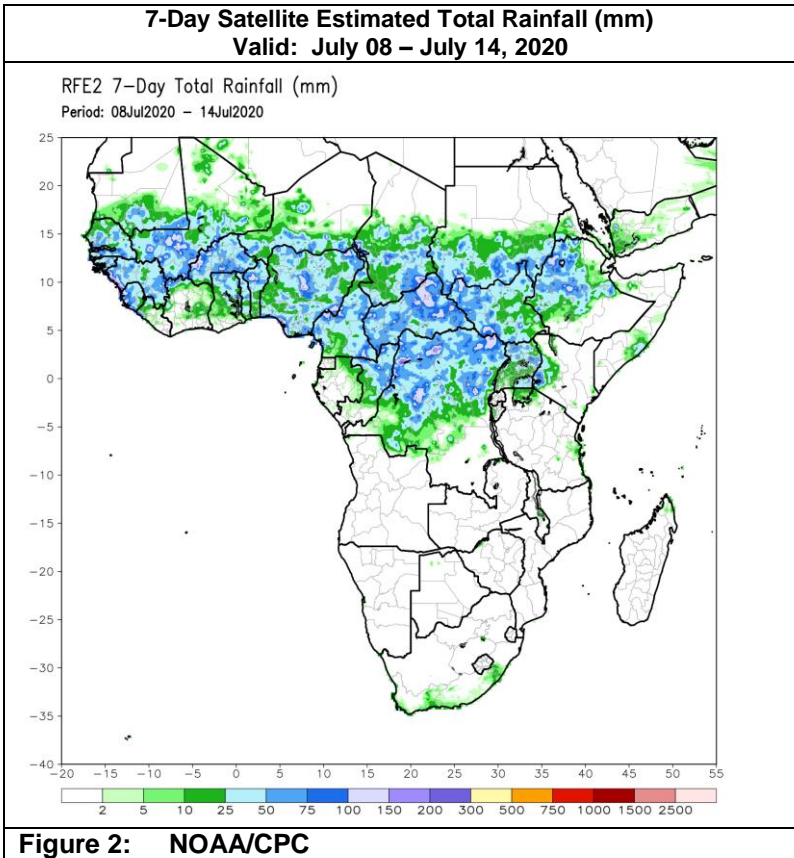 7-Day Satellite Estimated Total Rainfall (mm)
Valid: July 08 – July 14, 2020
RFE2 7-Day Total Rainfall (mm)
Period: 08Jul2020 – 14Jul2020
25
20
15
10
5
0
-5
-10
-15
-20
-25
-30
-35
-40
-20 -15 -10 -5 0 5 10 15 20 25 30 35 40 45 50 55
2 5 10 25 50 75 100 150 200 300 500 750 1000 1500 2500
Figure 2: NOAA/CPC